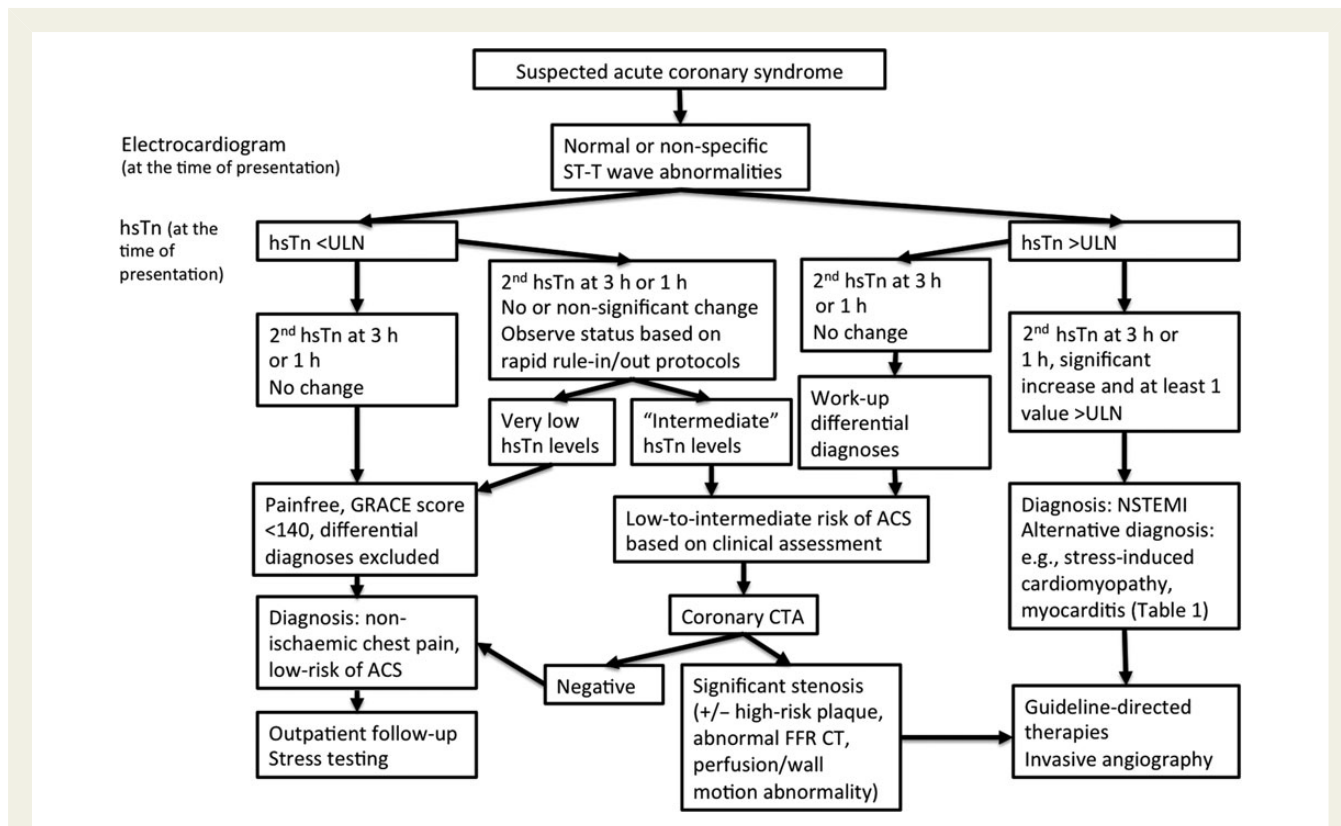 Suspected acute coronary syndrome
Electrocardiogram
(at the time of presentation)
Normal or non-specific
ST-T wave abnormalities
hsTn (at the
time of
presentation)
hsTn <ULN
hsTn >ULN
2nd hsTn at 3 h
or 1 h
No change
2nd hsTn at 3 h or 1 h
No or non-significant change
Observe status based on
rapid rule-in/out protocols
2nd hsTn at 3 h
or 1 h
No change
2nd hsTn at 3 h or
1 h, significant
increase and at least 1
value >ULN
Very low
hsTn levels
“Intermediate”
hsTn levels
Work-up
differential
diagnoses
Painfree, GRACE score
<140, differential
diagnoses excluded
Low-to-intermediate risk of ACS
based on clinical assessment
Diagnosis: NSTEMI
Alternative diagnosis:
e.g., stress-induced
cardiomyopathy,
myocarditis (Table 1)
Diagnosis: non-
ischaemic chest pain,
low-risk of ACS
Coronary CTA
Negative
Significant stenosis
(+/− high-risk plaque,
abnormal FFR CT,
perfusion/wall
motion abnormality)
Guideline-directed
therapies
Invasive angiography
Outpatient follow-up
Stress testing